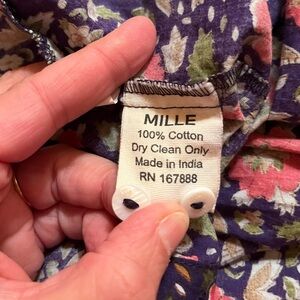 MILLE
100% Cotton
Dry Clean Only
Made in India
RN 167888